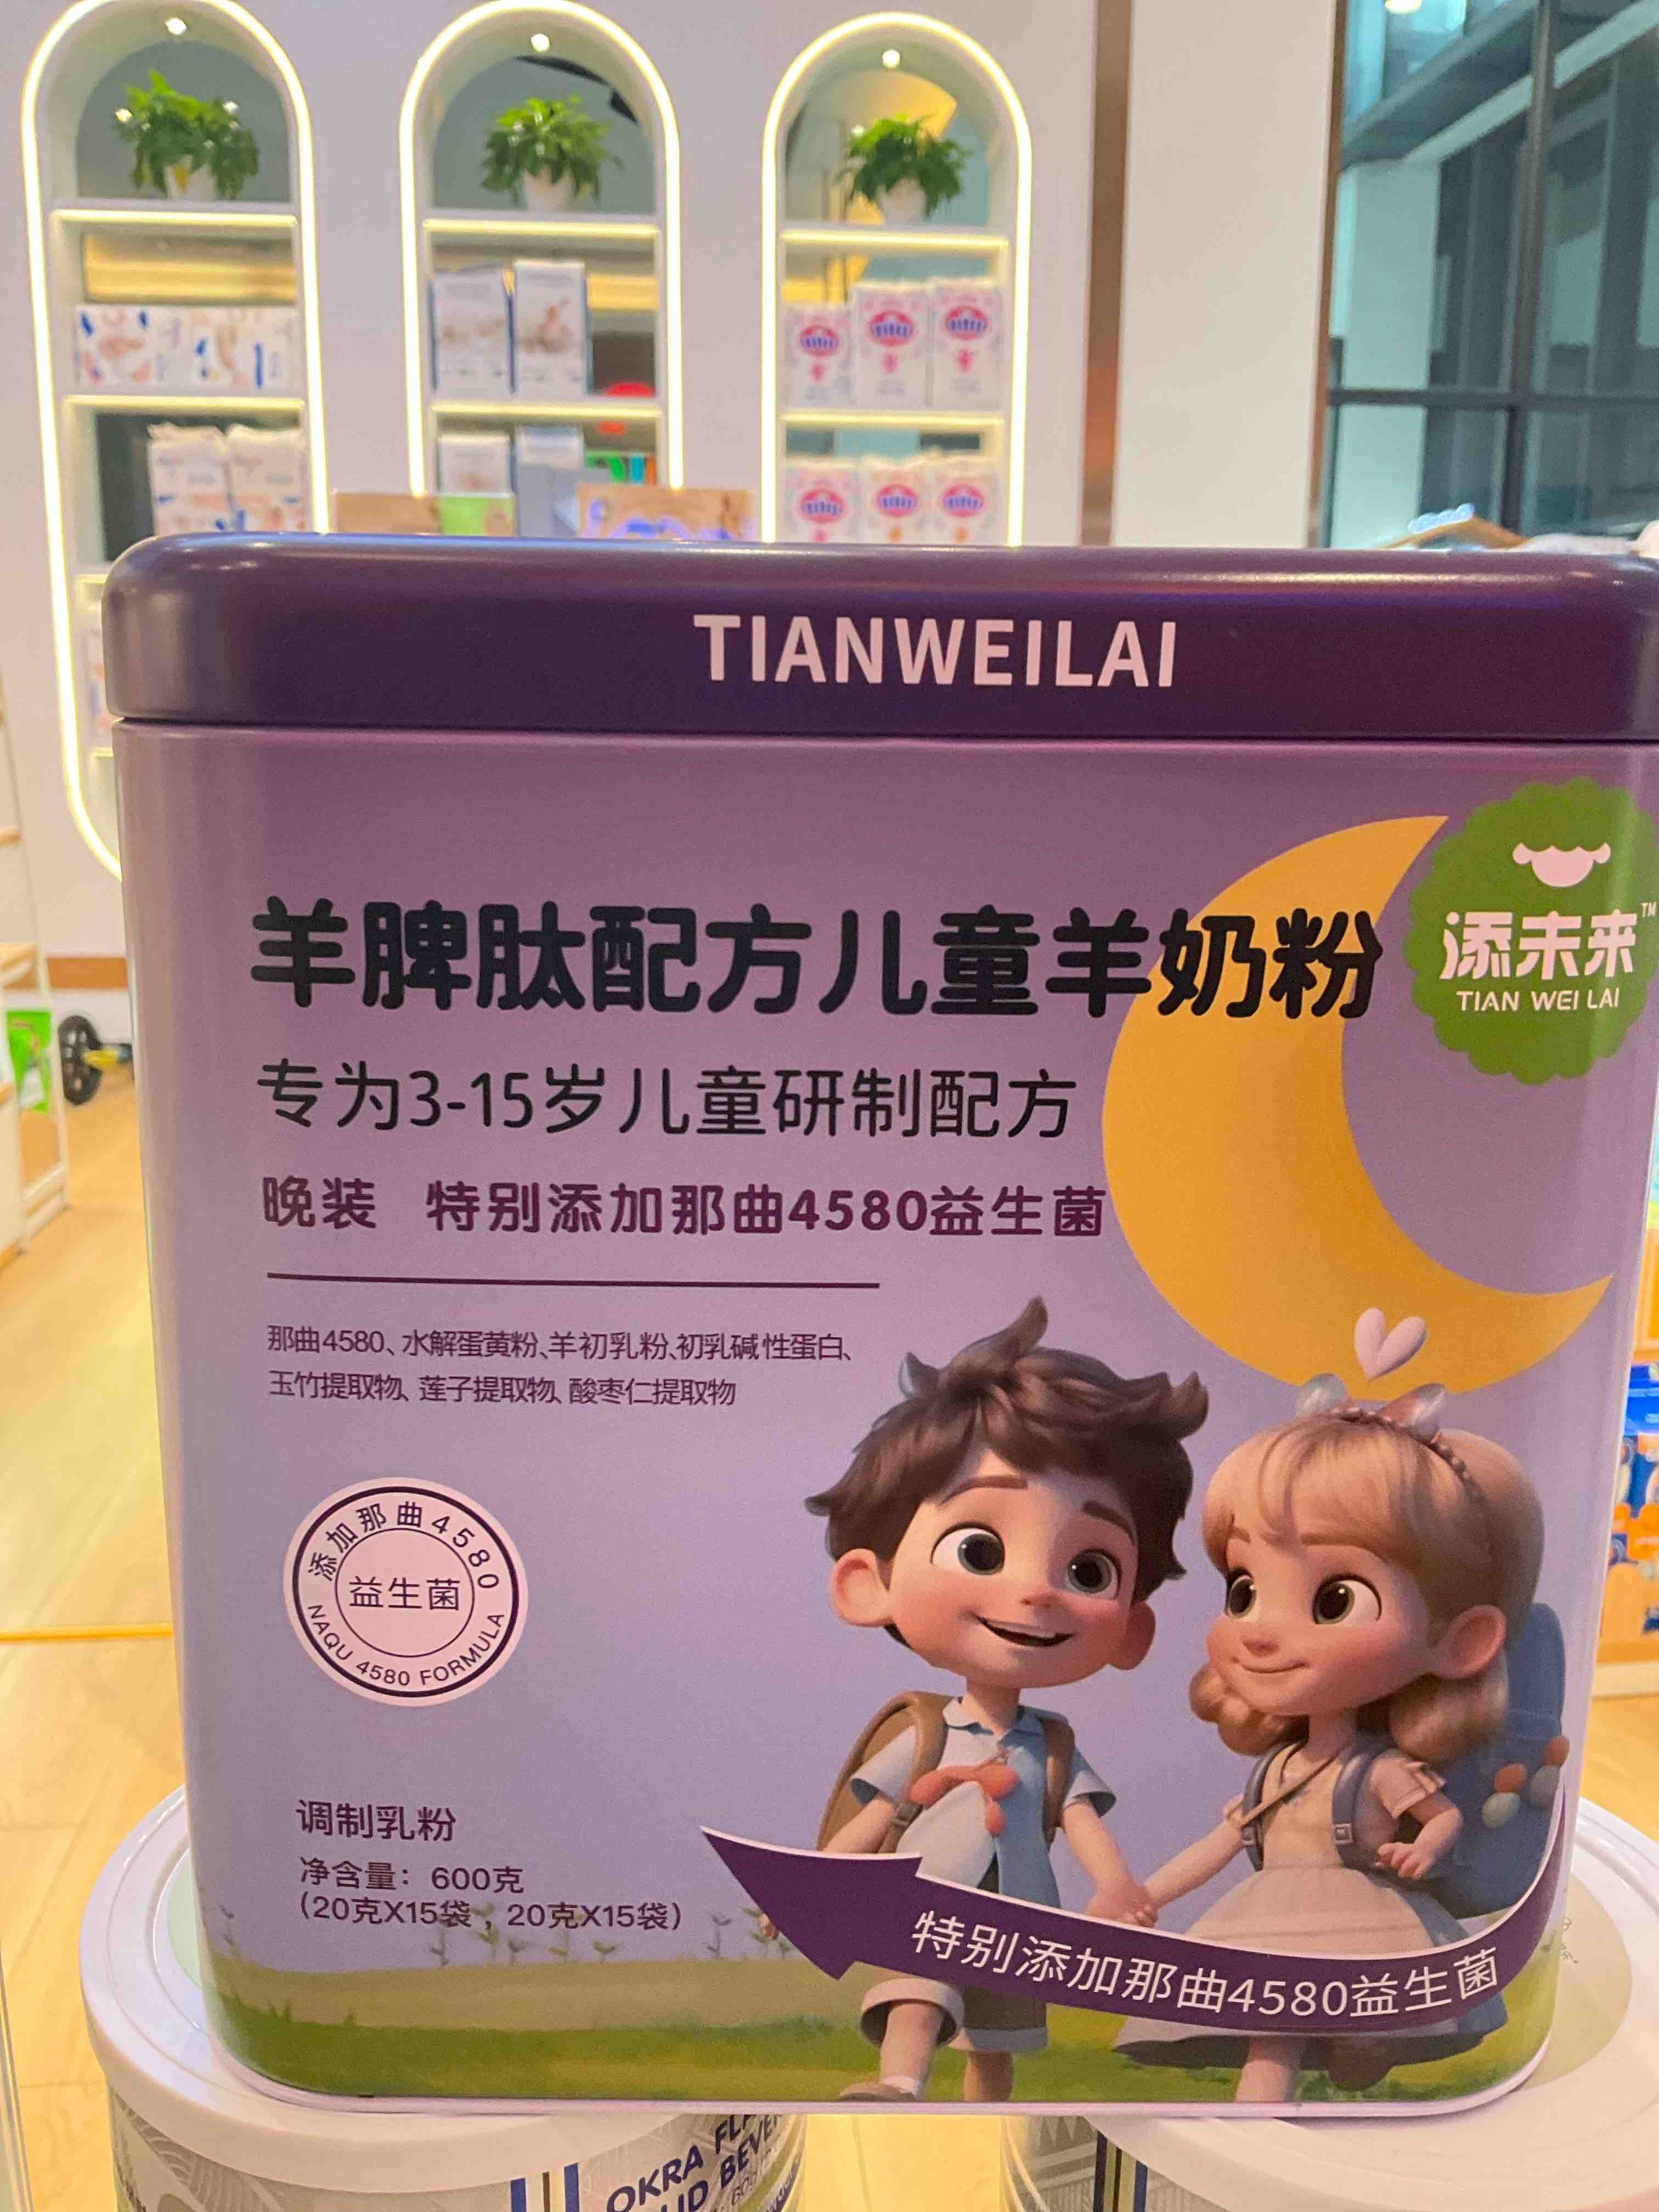 TIANWEILAI
添未来™
TIAN WEI LAI
羊脾肽配方儿童羊奶粉
专为3-15岁儿童研制配方
晚装 特别添加那曲4580益生菌
那曲4580、水解蛋黄粉、羊初乳粉、初乳碱性蛋白、
玉竹提取物、莲子提取物、酸枣仁提取物
添加那曲4580
益生菌
NAQU 4580 FORMULA
调制乳粉
净含量：600克
（20克X15袋，20克X15袋）
特别添加那曲4580益生菌
OKRA